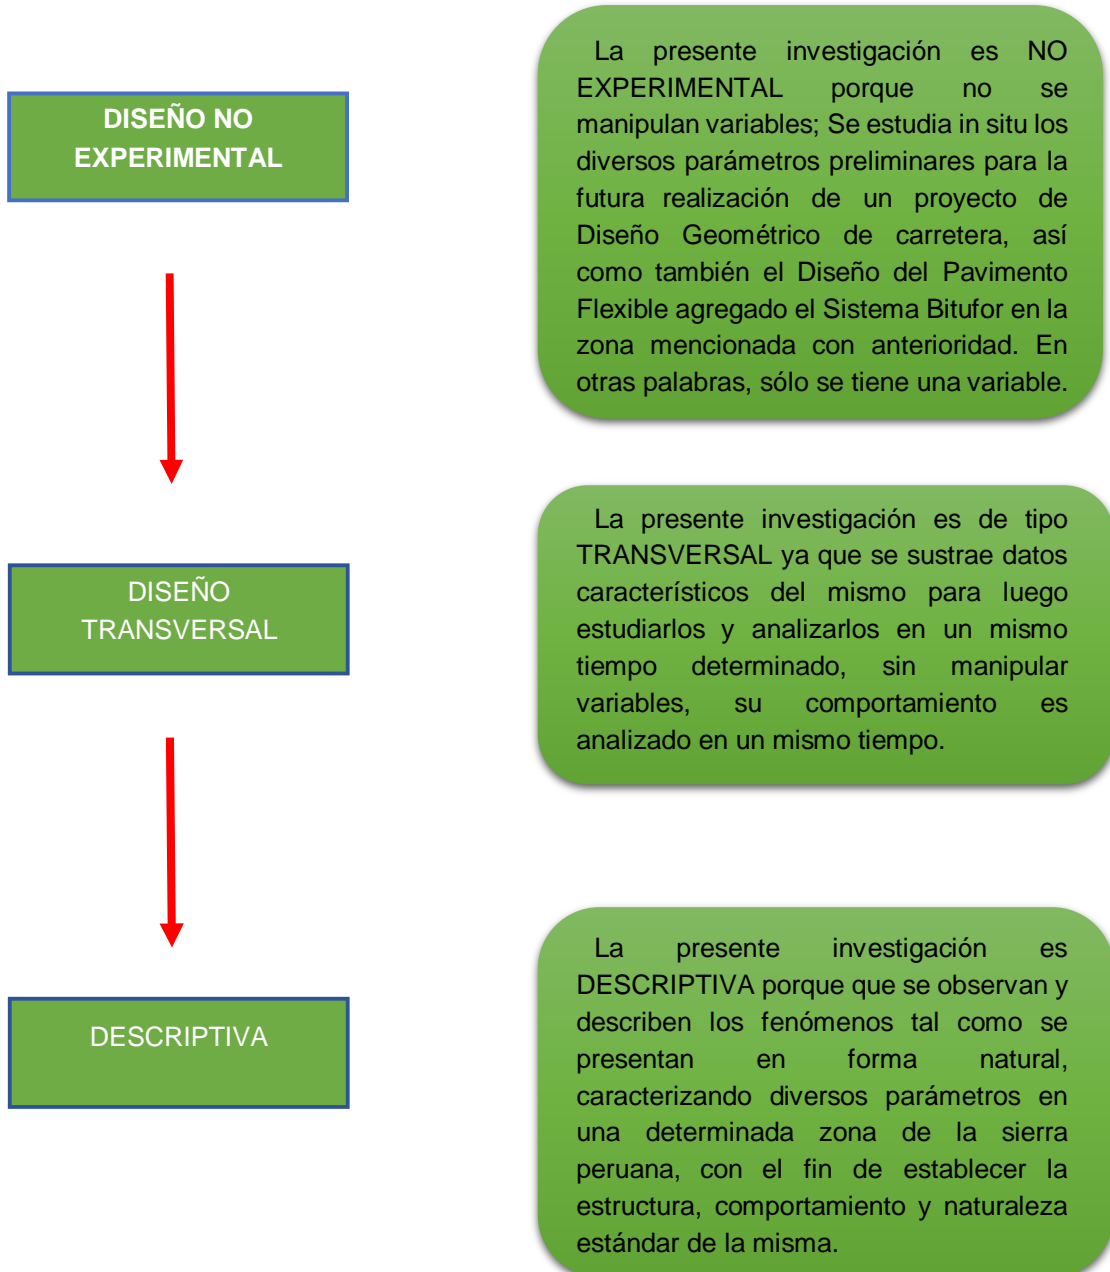 DISEÑO NO
EXPERIMENTAL
La presente investigación es NO
EXPERIMENTAL porque no se
manipulan variables; Se estudia in situ los
diversos parámetros preliminares para la
futura realización de un proyecto de
Diseño Geométrico de carretera, así
como también el Diseño del Pavimento
Flexible agregado el Sistema Bitufor en la
zona mencionada con anterioridad. En
otras palabras, sólo se tiene una variable.
DISEÑO
TRANSVERSAL
La presente investigación es de tipo
TRANSVERSAL ya que se sustrae datos
característicos del mismo para luego
estudiarlos y analizarlos en un mismo
tiempo determinado, sin manipular
variables, su comportamiento es
analizado en un mismo tiempo.
DESCRIPTIVA
La presente investigación es
DESCRIPTIVA porque que se observan y
describen los fenómenos tal como se
presentan en forma natural,
caracterizando diversos parámetros en
una determinada zona de la sierra
peruana, con el fin de establecer la
estructura, comportamiento y naturaleza
estándar de la misma.